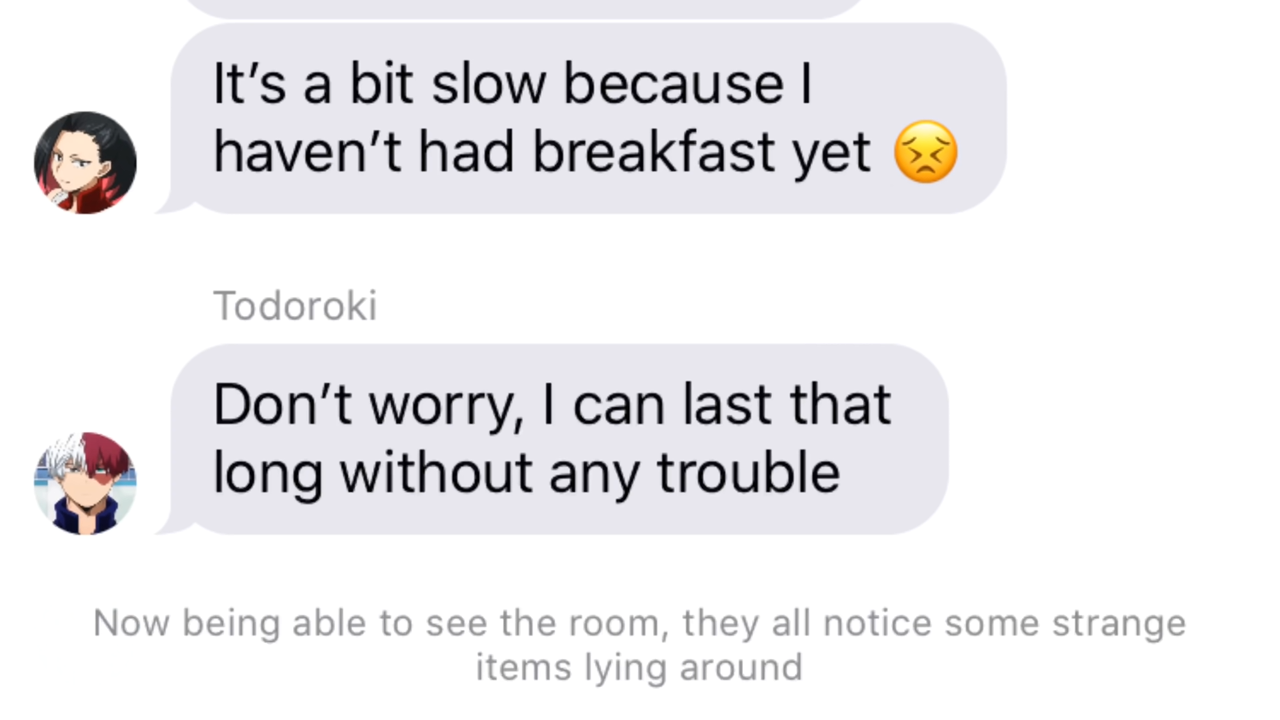 It’s a bit slow because I
haven’t had breakfast yet 😣
Todoroki
Don’t worry, I can last that
long without any trouble
Now being able to see the room, they all notice some strange
items lying around